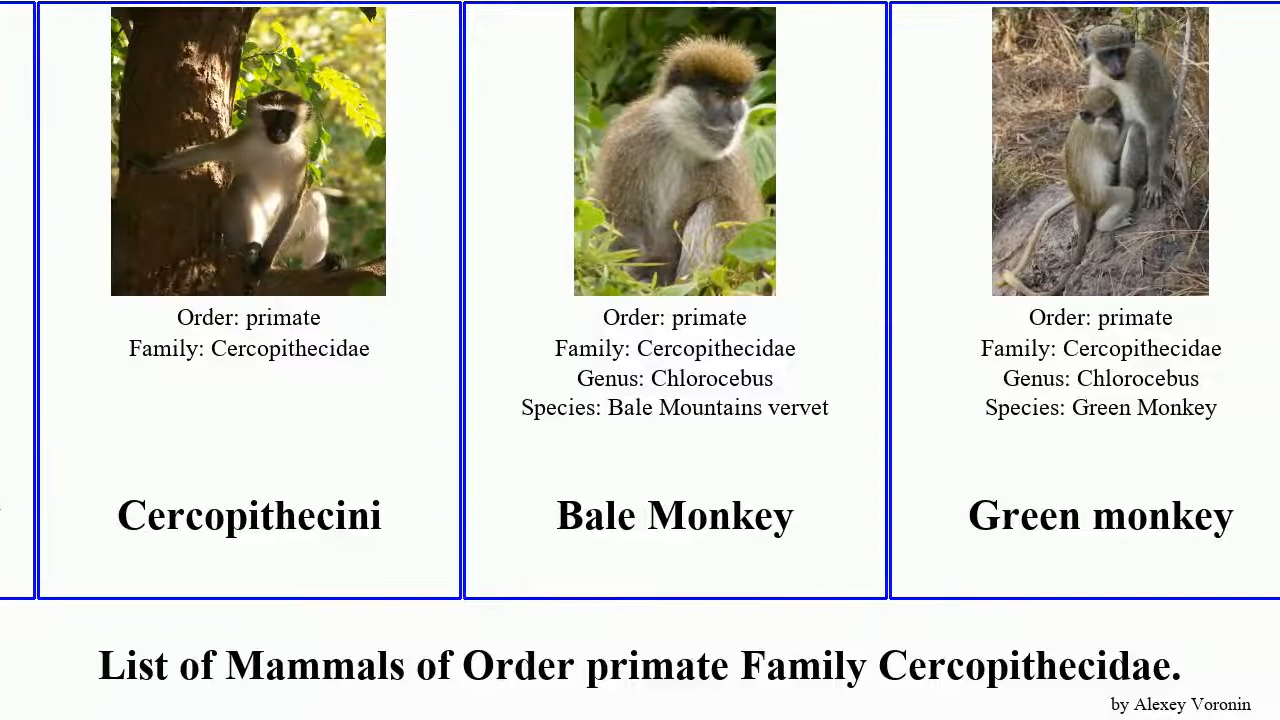 Order: primate
Family: Cercopithecidae
Cercopithecini
Order: primate
Family: Cercopithecidae
Genus: Chlorocebus
Species: Bale Mountains vervet
Bale Monkey
Order: primate
Family: Cercopithecidae
Genus: Chlorocebus
Species: Green Monkey
Green monkey
List of Mammals of Order primate Family Cercopithecidae.
by Alexey Voronin